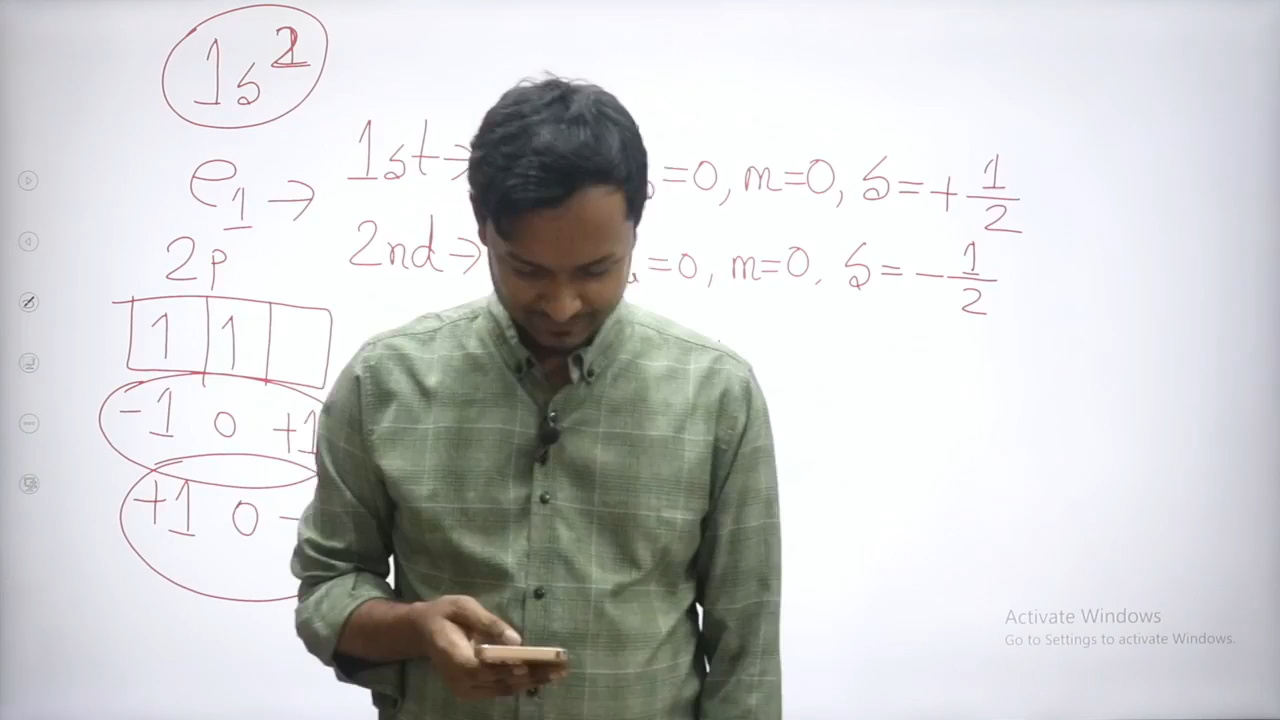 1s²
e₁ →
1st → =0, m=0, S=+1/2
2nd → =0, m=0, S=-1/2
2p
1 1
-1 0 +1
+1 0 -
Activate Windows
Go to Settings to activate Windows.